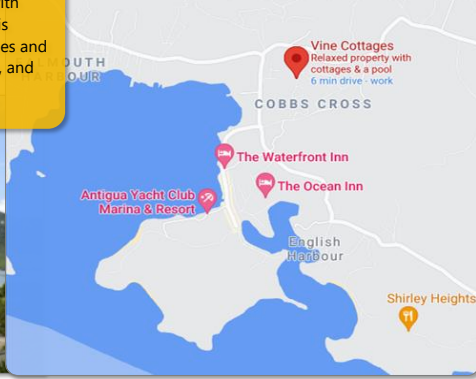 ith
is
es and
, and
MOUTH
HARBOUR
Vine Cottages
Relaxed property with
cottages & a pool
6 min drive - work
COBBS CROSS
The Waterfront Inn
The Ocean Inn
Antigua Yacht Club
Marina & Resort
English
Harbour
Shirley Heights